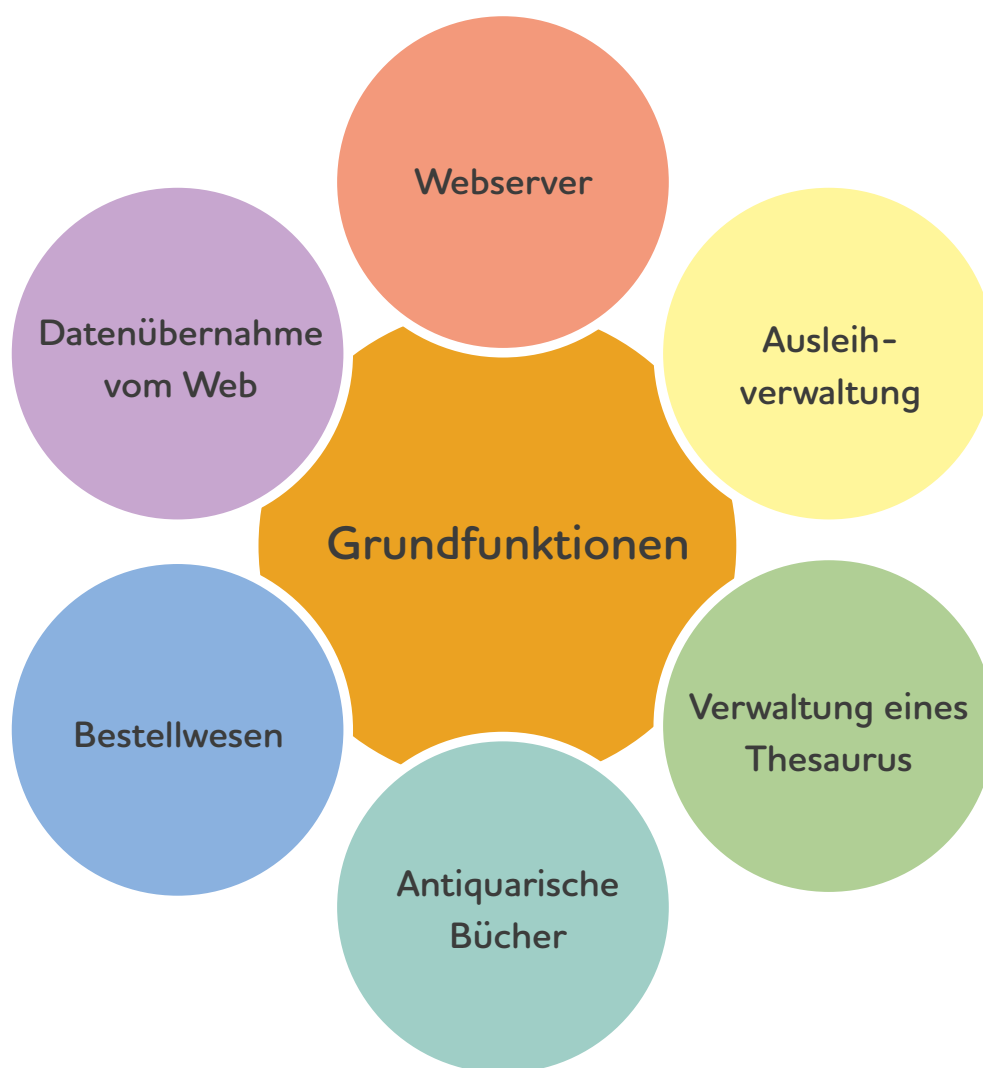 Webserver
Datenübernahme
vom Web
Ausleih-
verwaltung
Grundfunktionen
Bestellwesen
Verwaltung eines
Thesaurus
Antiquarische
Bücher